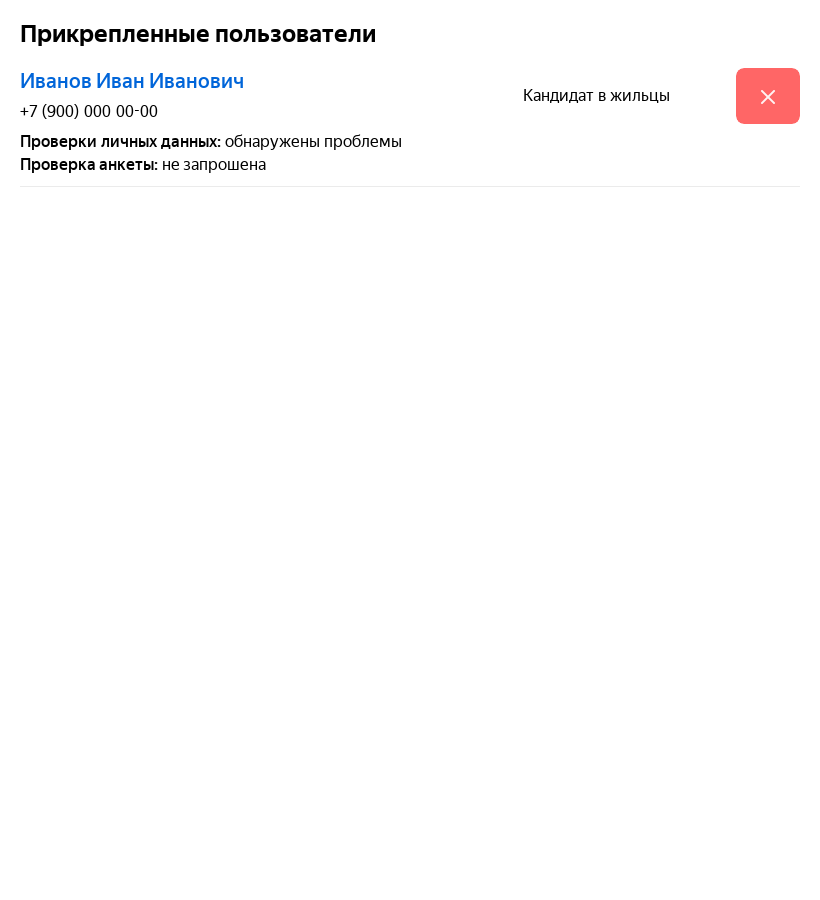 Прикрепленные пользователи
Иванов Иван Иванович
+7 (900) 000 00-00
Кандидат в жильцы
Проверки личных данных: обнаружены проблемы
Проверка анкеты: не запрошена